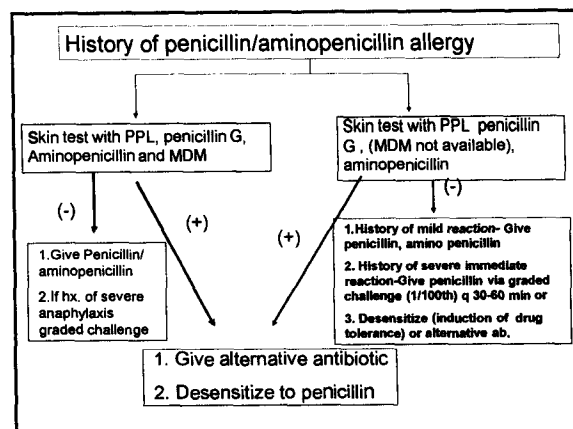 History of penicillin/aminopenicillin allergy
Skin test with PPL, penicillin G,
Aminopenicillin and MDM
Skin test with PPL penicillin
G , (MDM not available),
aminopenicillin
(-)
(+)
(+)
(-)
1.Give Penicillin/
aminopenicillin
2.If hx. of severe
anaphylaxis
graded challenge
1.History of mild reaction- Give
penicillin, amino penicillin
2. History of severe immediate
reaction-Give penicillin via graded
challenge (1/100th) q 30-60 min or
3. Desensitize (induction of drug
tolerance) or alternative ab.
1. Give alternative antibiotic
2. Desensitize to penicillin